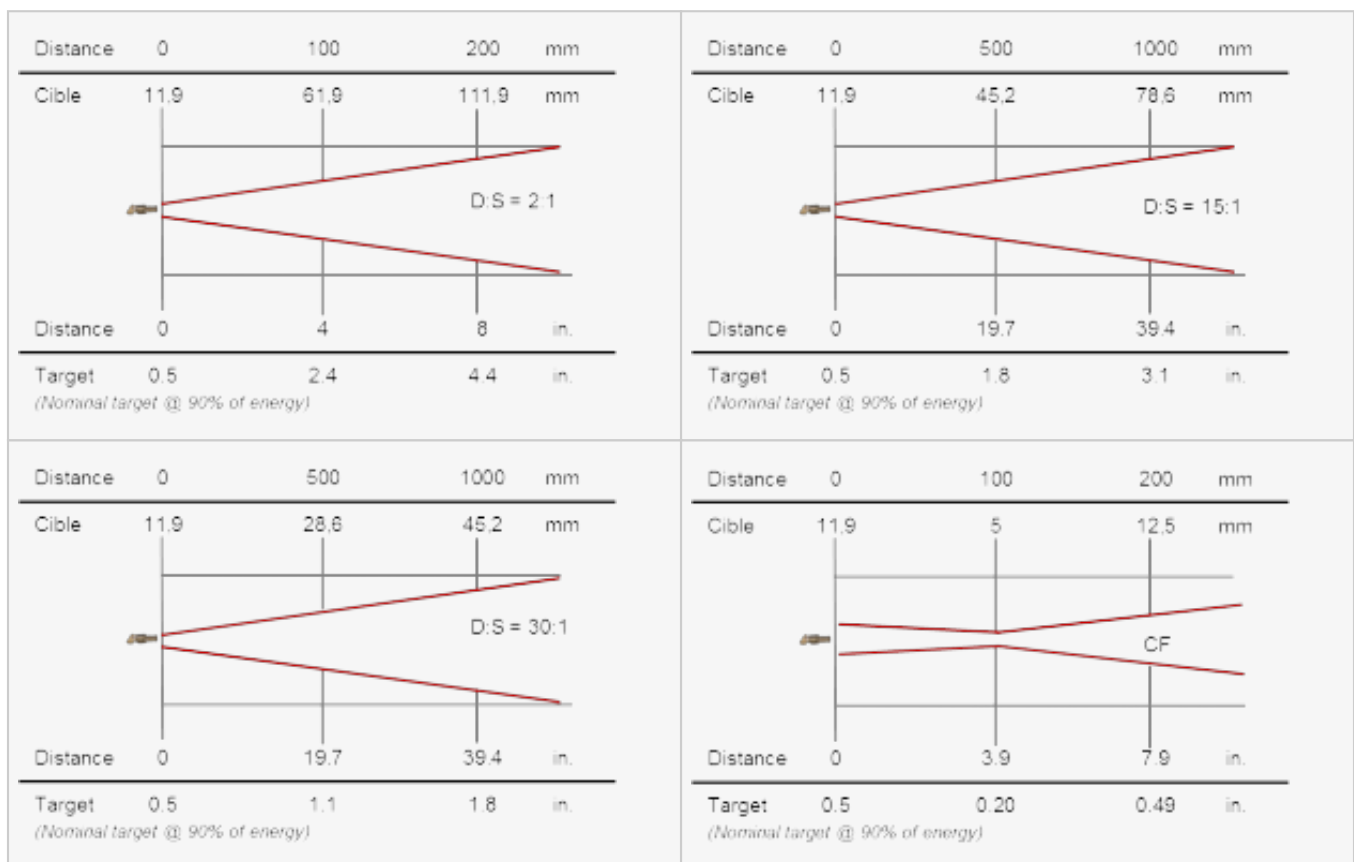 Distance 0 100 200 mm
Cible 11,9 61,9 111,9 mm
D:S = 2:1
Distance 0 4 8 in.
Target 0.5 2.4 4.4 in.
(Nominal target @ 90% of energy)
Distance 0 500 1000 mm
Cible 11,9 45,2 78,6 mm
D:S = 15:1
Distance 0 19.7 39.4 in.
Target 0.5 1.8 3.1 in.
(Nominal target @ 90% of energy)
Distance 0 500 1000 mm
Cible 11,9 28,6 45,2 mm
D:S = 30:1
Distance 0 19.7 39.4 in.
Target 0.5 1.1 1.8 in.
(Nominal target @ 90% of energy)
Distance 0 100 200 mm
Cible 11,9 5 12,5 mm
CF
Distance 0 3.9 7.9 in.
Target 0.5 0.20 0.49 in.
(Nominal target @ 90% of energy)